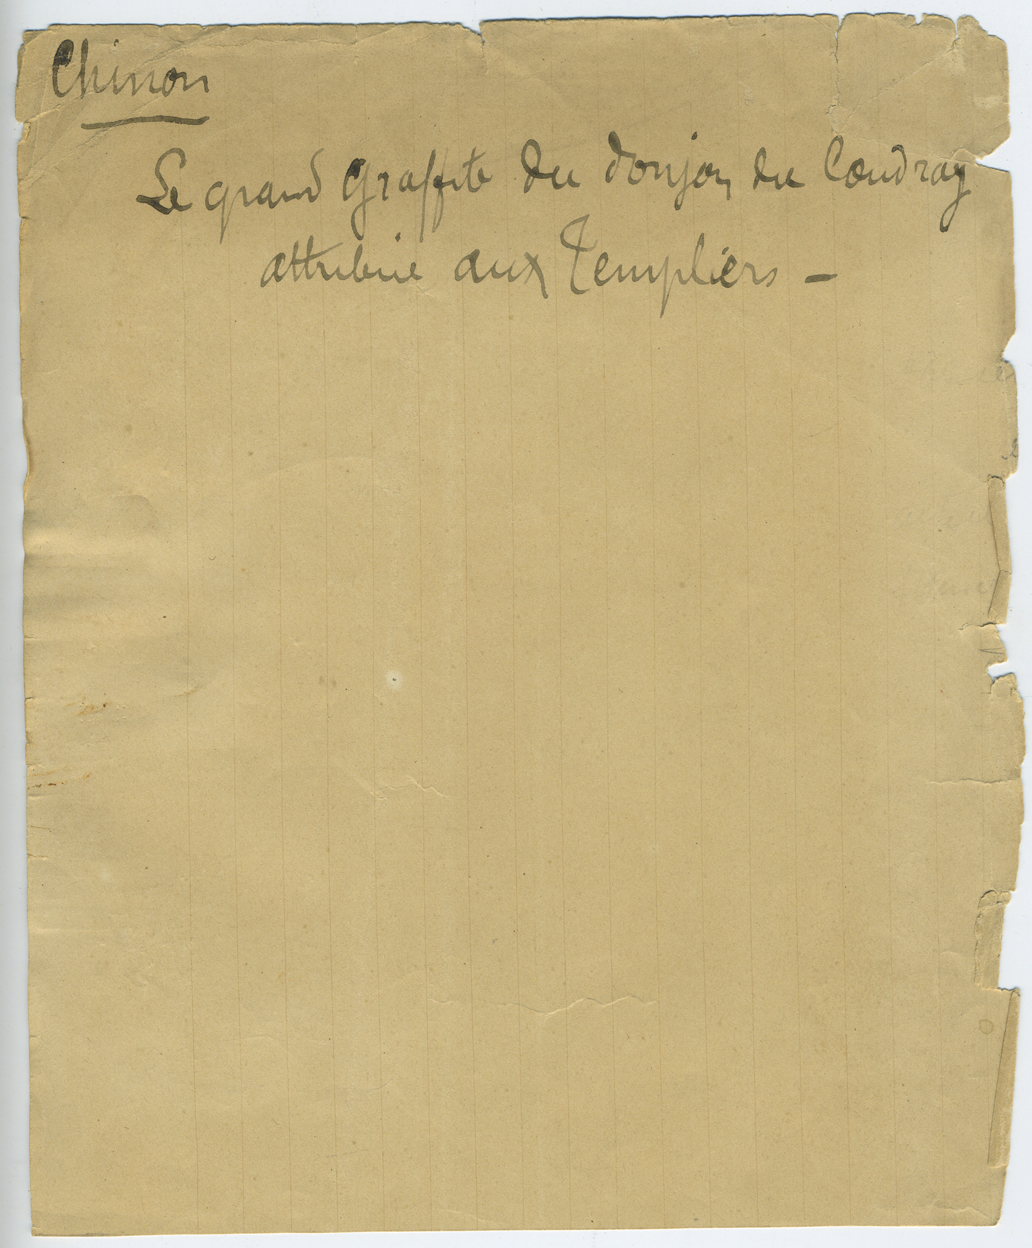 Chinon
Le grand Graffite du donjon du Coudray
attribué aux Templiers –